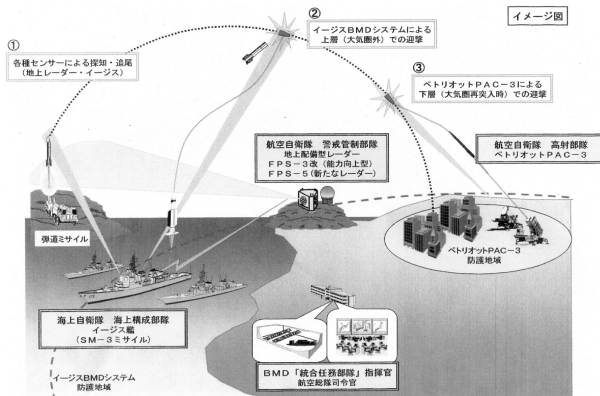 イメージ図
①
各種センサーによる探知・追尾
(地上レーダー・イージス)
②
イージスBMDシステムによる
上層(大気圏外)での迎撃
③
ペトリオットPAC-3による
下層(大気圏再突入時)での迎撃
航空自衛隊 警戒管制部隊
地上配備型レーダー
FPS-3改(能力向上型)
FPS-5(新たなレーダー)
航空自衛隊 高射部隊
ペトリオットPAC-3
弾道ミサイル
ペトリオットPAC-3
防護地域
海上自衛隊 海上構成部隊
イージス艦
(SM-3ミサイル)
イージスBMDシステム
防護地域
BMD「統合任務部隊」指揮官
航空総隊司令官